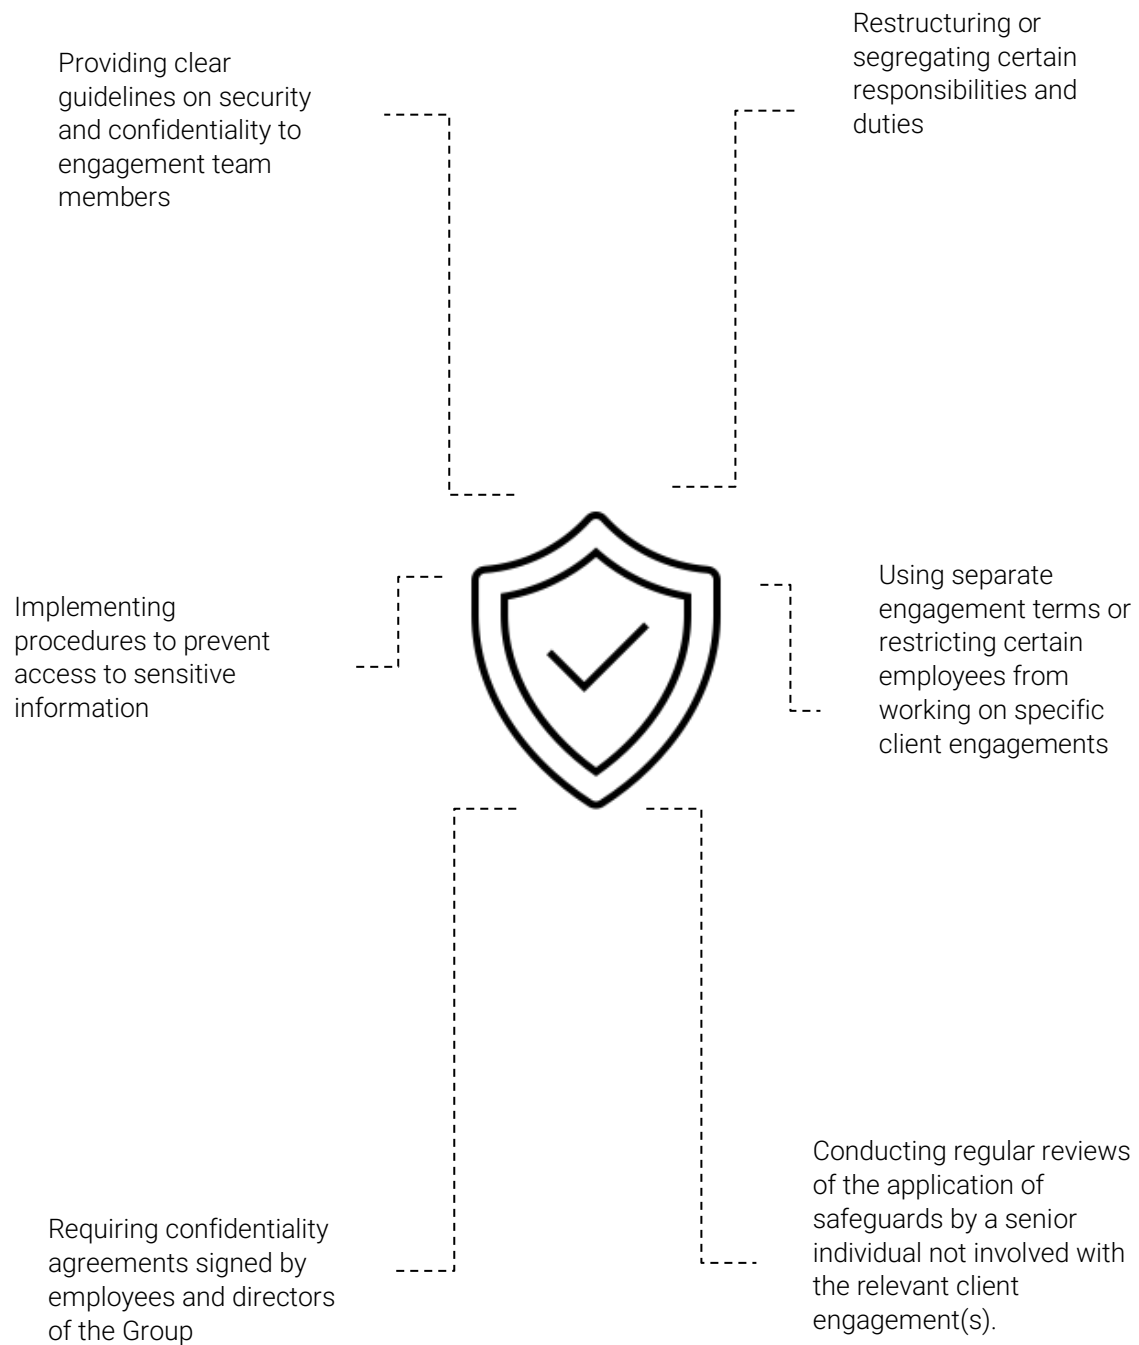 Providing clear
guidelines on security
and confidentiality to
engagement team
members
Restructuring or
segregating certain
responsibilities and
duties
Implementing
procedures to prevent
access to sensitive
information
Using separate
engagement terms or
restricting certain
employees from
working on specific
client engagements
Requiring confidentiality
agreements signed by
employees and directors
of the Group
Conducting regular reviews
of the application of
safeguards by a senior
individual not involved with
the relevant client
engagement(s).